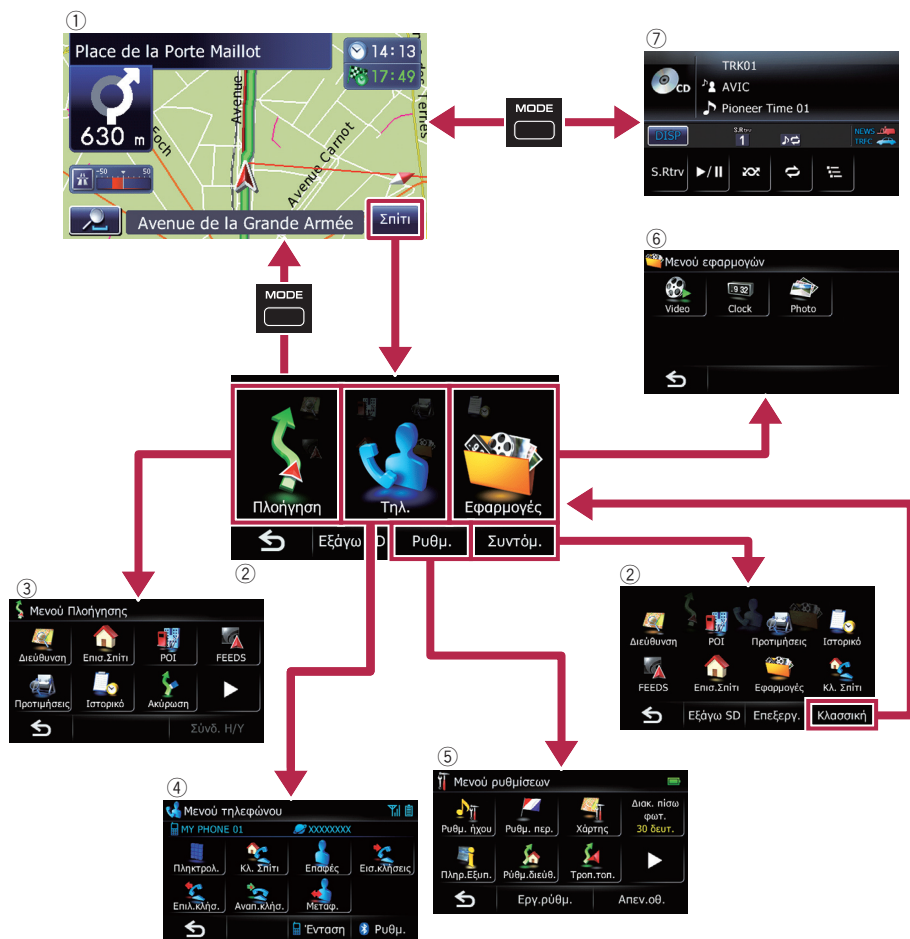 ①
Place de la Porte Maillot
14:13
17:49
630 m
Avenue
Foch
Avenue Carnot
des Ternes
-50 50
Avenue de la Grande Armée
Σπίτι
MODE
⑦
TRK01
CD
AVIC
Pioneer Time 01
DISP
S.Rtrv
1
NEWS
TRFC
S.Rtrv
MODE
⑥
Μενού εφαρμογών
9 32
Video Clock Photo
Πλοήγηση Τηλ. Εφαρμογές
Εξάγω D Ρυθμ. Συντόμ.
②
③
Μενού Πλοήγησης
Διεύθυνση Επισ.Σπίτι POI FEEDS
Προτιμήσεις Ιστορικό Ακύρωση
Σύνδ. Η/Υ
②
Διεύθυνση POI Προτιμήσεις Ιστορικό
FEEDS Επισ.Σπίτι Εφαρμογές Κλ. Σπίτι
Εξάγω SD Επεξεργ. Κλασσική
④
Μενού τηλεφώνου
MY PHONE 01 XXXXXXXX
Πληκτρολ. Κλ. Σπίτι Επαφές Εισ.κλήσεις
Επιλ.κλήσ. Αναπ.κλήσ. Μεταφ.
Ένταση Ρυθμ.
⑤
Μενού ρυθμίσεων
Ρυθμ. ήχου Ρυθμ. περ. Χάρτης Διακ. πίσω
φωτ.
30 δευτ.
Πληρ.Εξυπ. Ρύθμ.διεύθ. Τροπ.τοπ.
Εργ.ρύθμ. Απεν.οθ.